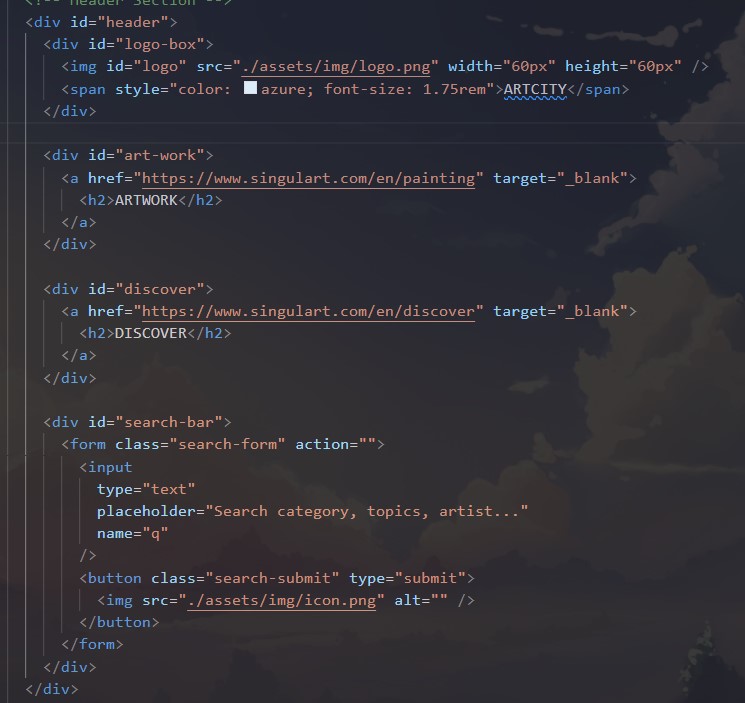 <!-- Header Section -->
<div id="header">
<div id="logo-box">
<img id="logo" src="./assets/img/logo.png" width="60px" height="60px" />
<span style="color: azure; font-size: 1.75rem">ARTCITY</span>
</div>
<div id="art-work">
<a href="https://www.singulart.com/en/painting" target="_blank">
<h2>ARTWORK</h2>
</a>
</div>
<div id="discover">
<a href="https://www.singulart.com/en/discover" target="_blank">
<h2>DISCOVER</h2>
</a>
</div>
<div id="search-bar">
<form class="search-form" action="">
<input
type="text"
placeholder="Search category, topics, artist..."
name="q"
/>
<button class="search-submit" type="submit">
<img src="./assets/img/icon.png" alt="" />
</button>
</form>
</div>
</div>